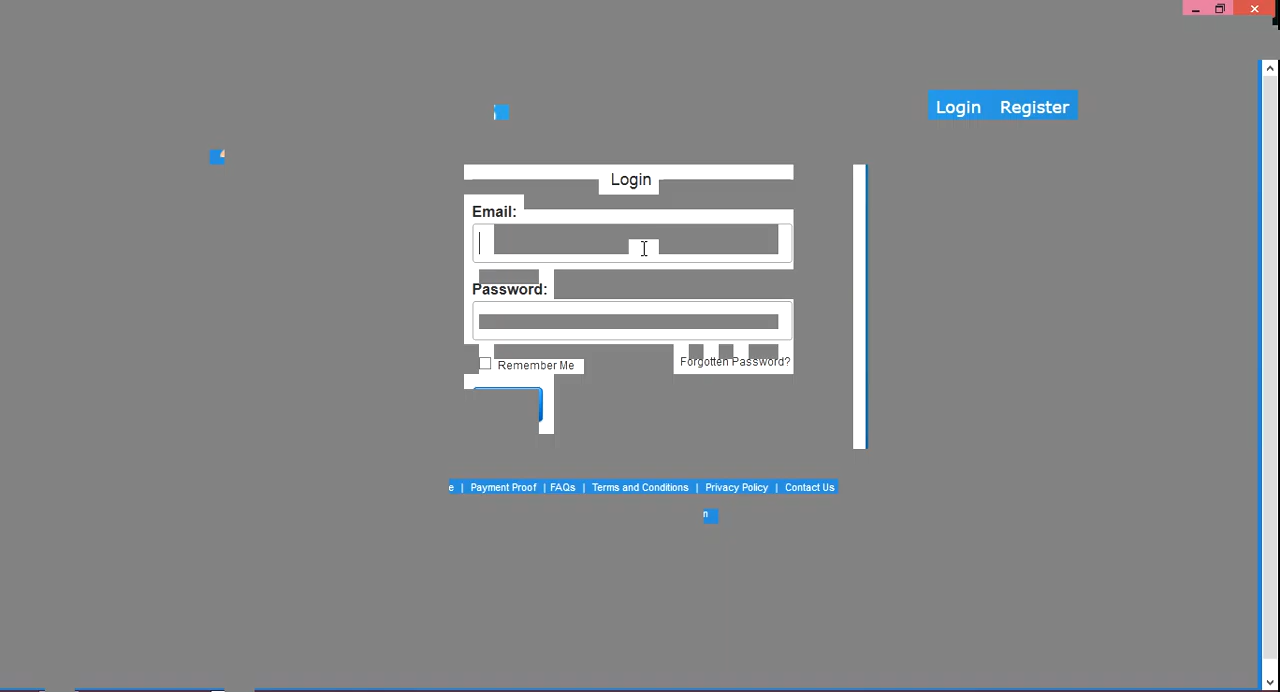 Login Register
Login
Email:
Password:
Remember Me Forgotten Password?
e | Payment Proof | FAQs | Terms and Conditions | Privacy Policy | Contact Us
n